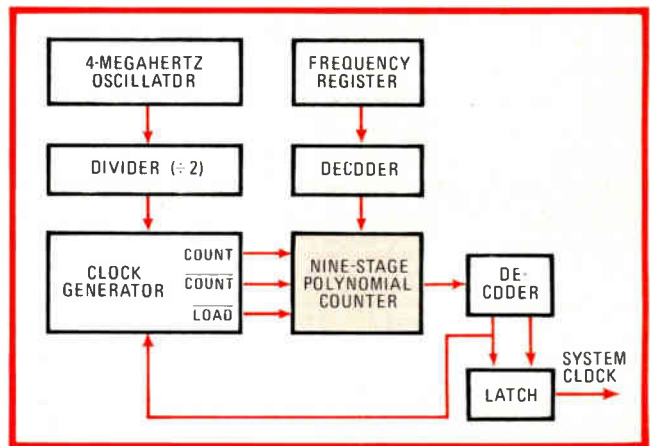 4-MEGAHERTZ
OSCILLATOR
FREQUENCY
REGISTER
DIVIDER (÷2)
DECODER
CLOCK
GENERATOR
COUNT
COUNT
LOAD
NINE-STAGE
POLYNOMIAL
COUNTER
DE-
CODER
LATCH
SYSTEM
CLOCK